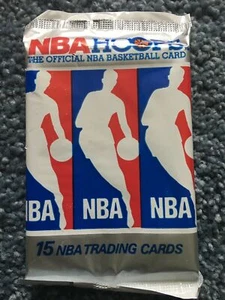 NBA HOOPS
THE OFFICIAL NBA BASKETBALL CARD
NBA NBA NBA
15 NBA TRADING CARDS